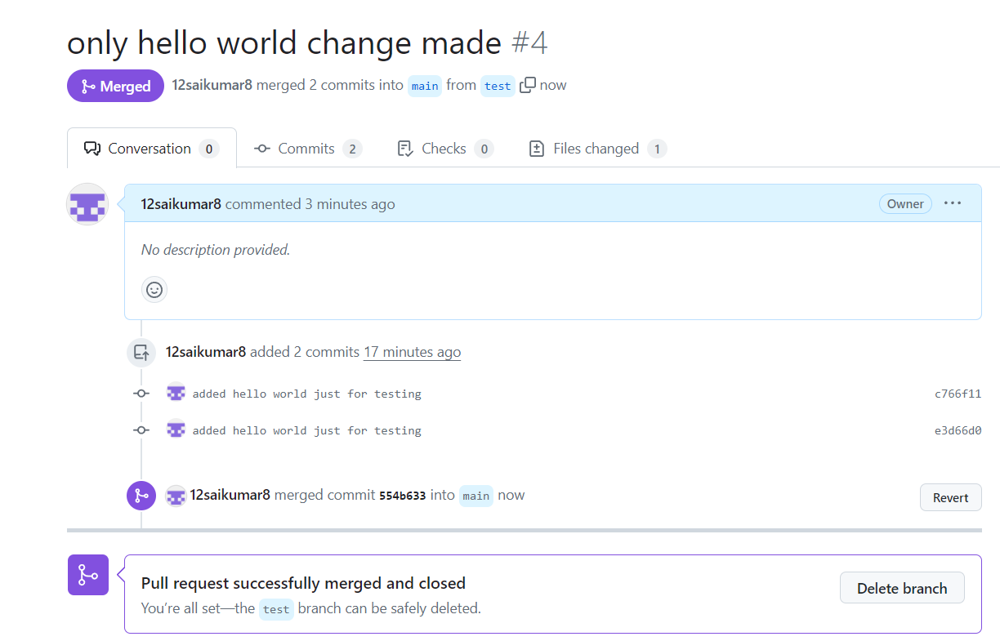 only hello world change made #4
Merged 12saikumar8 merged 2 commits into main from test now
Conversation 0 Commits 2 Checks 0 Files changed 1
12saikumar8 commented 3 minutes ago Owner ...
No description provided.
12saikumar8 added 2 commits 17 minutes ago
added hello world just for testing c766f11
added hello world just for testing e3d66d0
12saikumar8 merged commit 554b633 into main now Revert
Pull request successfully merged and closed Delete branch
You’re all set—the test branch can be safely deleted.